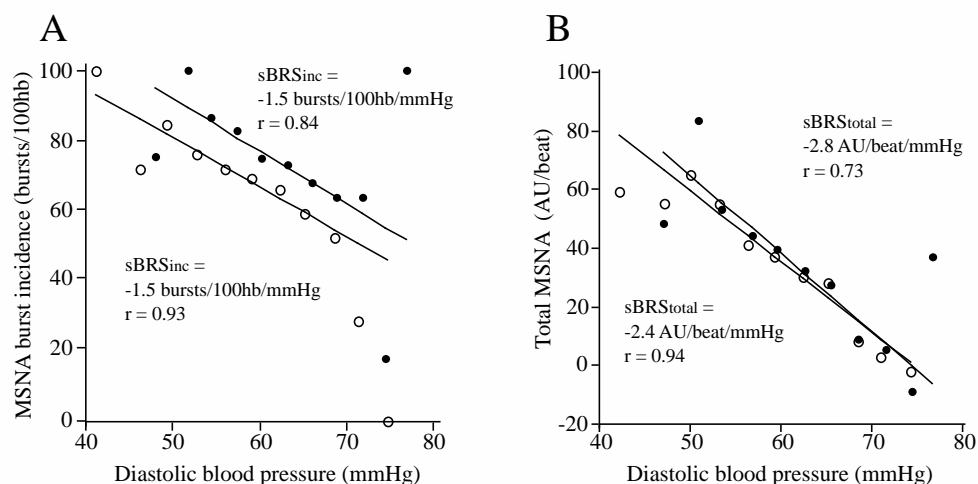 A
MSNA burst incidence (bursts/100hb)
100
80
60
40
20
0
sBRSinc =
-1.5 bursts/100hb/mmHg
r = 0.84
sBRSinc =
-1.5 bursts/100hb/mmHg
r = 0.93
40
50
60
70
80
Diastolic blood pressure (mmHg)
B
Total MSNA (AU/beat)
100
80
60
40
20
0
-20
sBRStotal =
-2.8 AU/beat/mmHg
r = 0.73
sBRStotal =
-2.4 AU/beat/mmHg
r = 0.94
40
50
60
70
80
Diastolic blood pressure (mmHg)